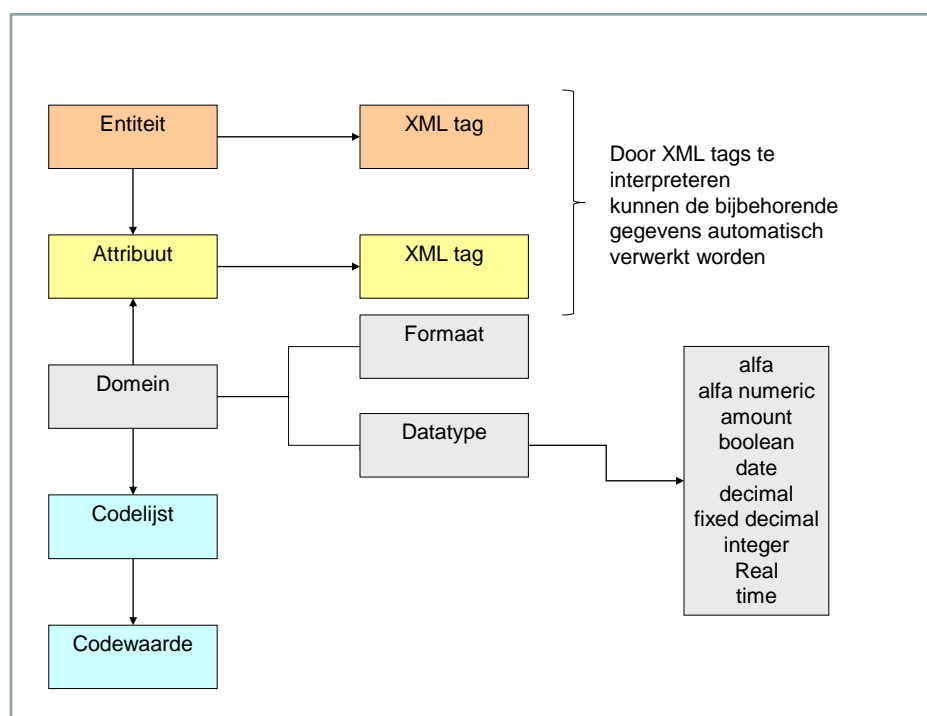 Entiteit
XML tag
Door XML tags te
interpreteren
kunnen de bijbehorende
gegevens automatisch
verwerkt worden
Attribuut
XML tag
Formaat
Domein
Datatype
alfa
alfa numeric
amount
boolean
date
decimal
fixed decimal
integer
Real
time
Codelijst
Codewaarde